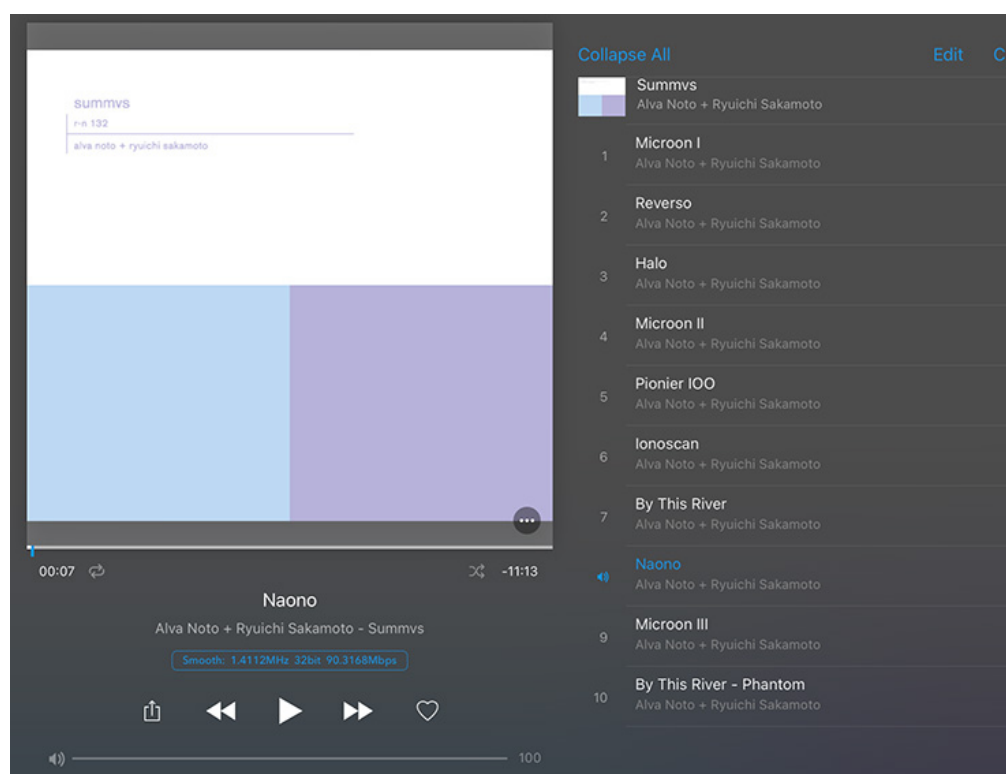 summvs
r-n 132
alva noto + ryuichi sakamoto
00:07
-11:13
Naono
Alva Noto + Ryuichi Sakamoto - Summvs
Smooth: 1.4112MHz 32bit 90.3168Mbps
100
Collapse All Edit C
Summvs
Alva Noto + Ryuichi Sakamoto
1
Microon I
Alva Noto + Ryuichi Sakamoto
2
Reverso
Alva Noto + Ryuichi Sakamoto
3
Halo
Alva Noto + Ryuichi Sakamoto
4
Microon II
Alva Noto + Ryuichi Sakamoto
5
Pionier IOO
Alva Noto + Ryuichi Sakamoto
6
Ionoscan
Alva Noto + Ryuichi Sakamoto
7
By This River
Alva Noto + Ryuichi Sakamoto
Naono
Alva Noto + Ryuichi Sakamoto
9
Microon III
Alva Noto + Ryuichi Sakamoto
10
By This River - Phantom
Alva Noto + Ryuichi Sakamoto